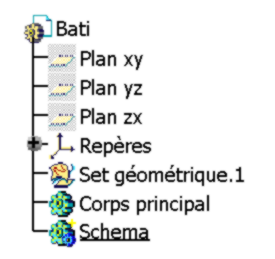 Bati
Plan xy
Plan yz
Plan zx
Repères
Set géométrique.1
Corps principal
Schema